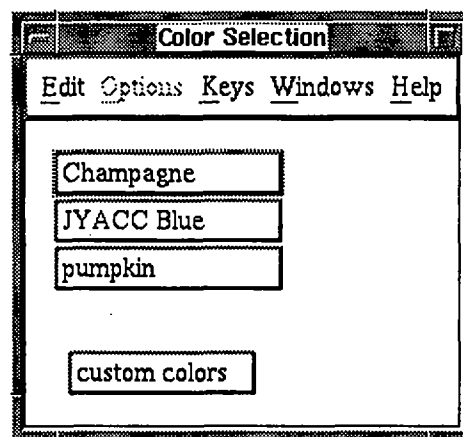 Color Selection
Edit Options Keys Windows Help
Champagne
JYACC Blue
pumpkin
custom colors